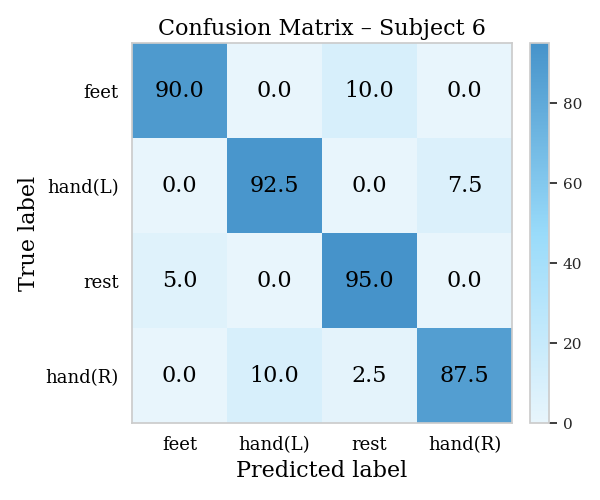 Confusion Matrix – Subject 6
feet 90.0 0.0 10.0 0.0
hand(L) 0.0 92.5 0.0 7.5
rest 5.0 0.0 95.0 0.0
hand(R) 0.0 10.0 2.5 87.5
feet hand(L) rest hand(R)
Predicted label
True label
80
60
40
20
0